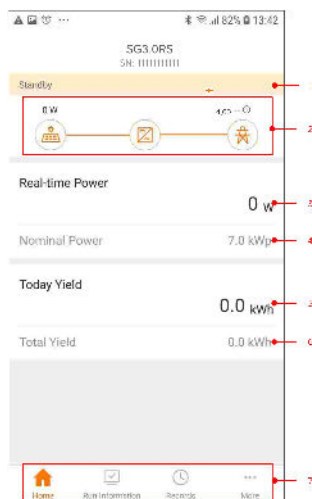 82% 13:42
SG3.0RS
SN:
Standby
0 W
Real-time Power
0 W
Nominal Power 7.0 kWp
Today Yield
0.0 kWh
Total Yield 0.0 kWh
Home Run Information Records More